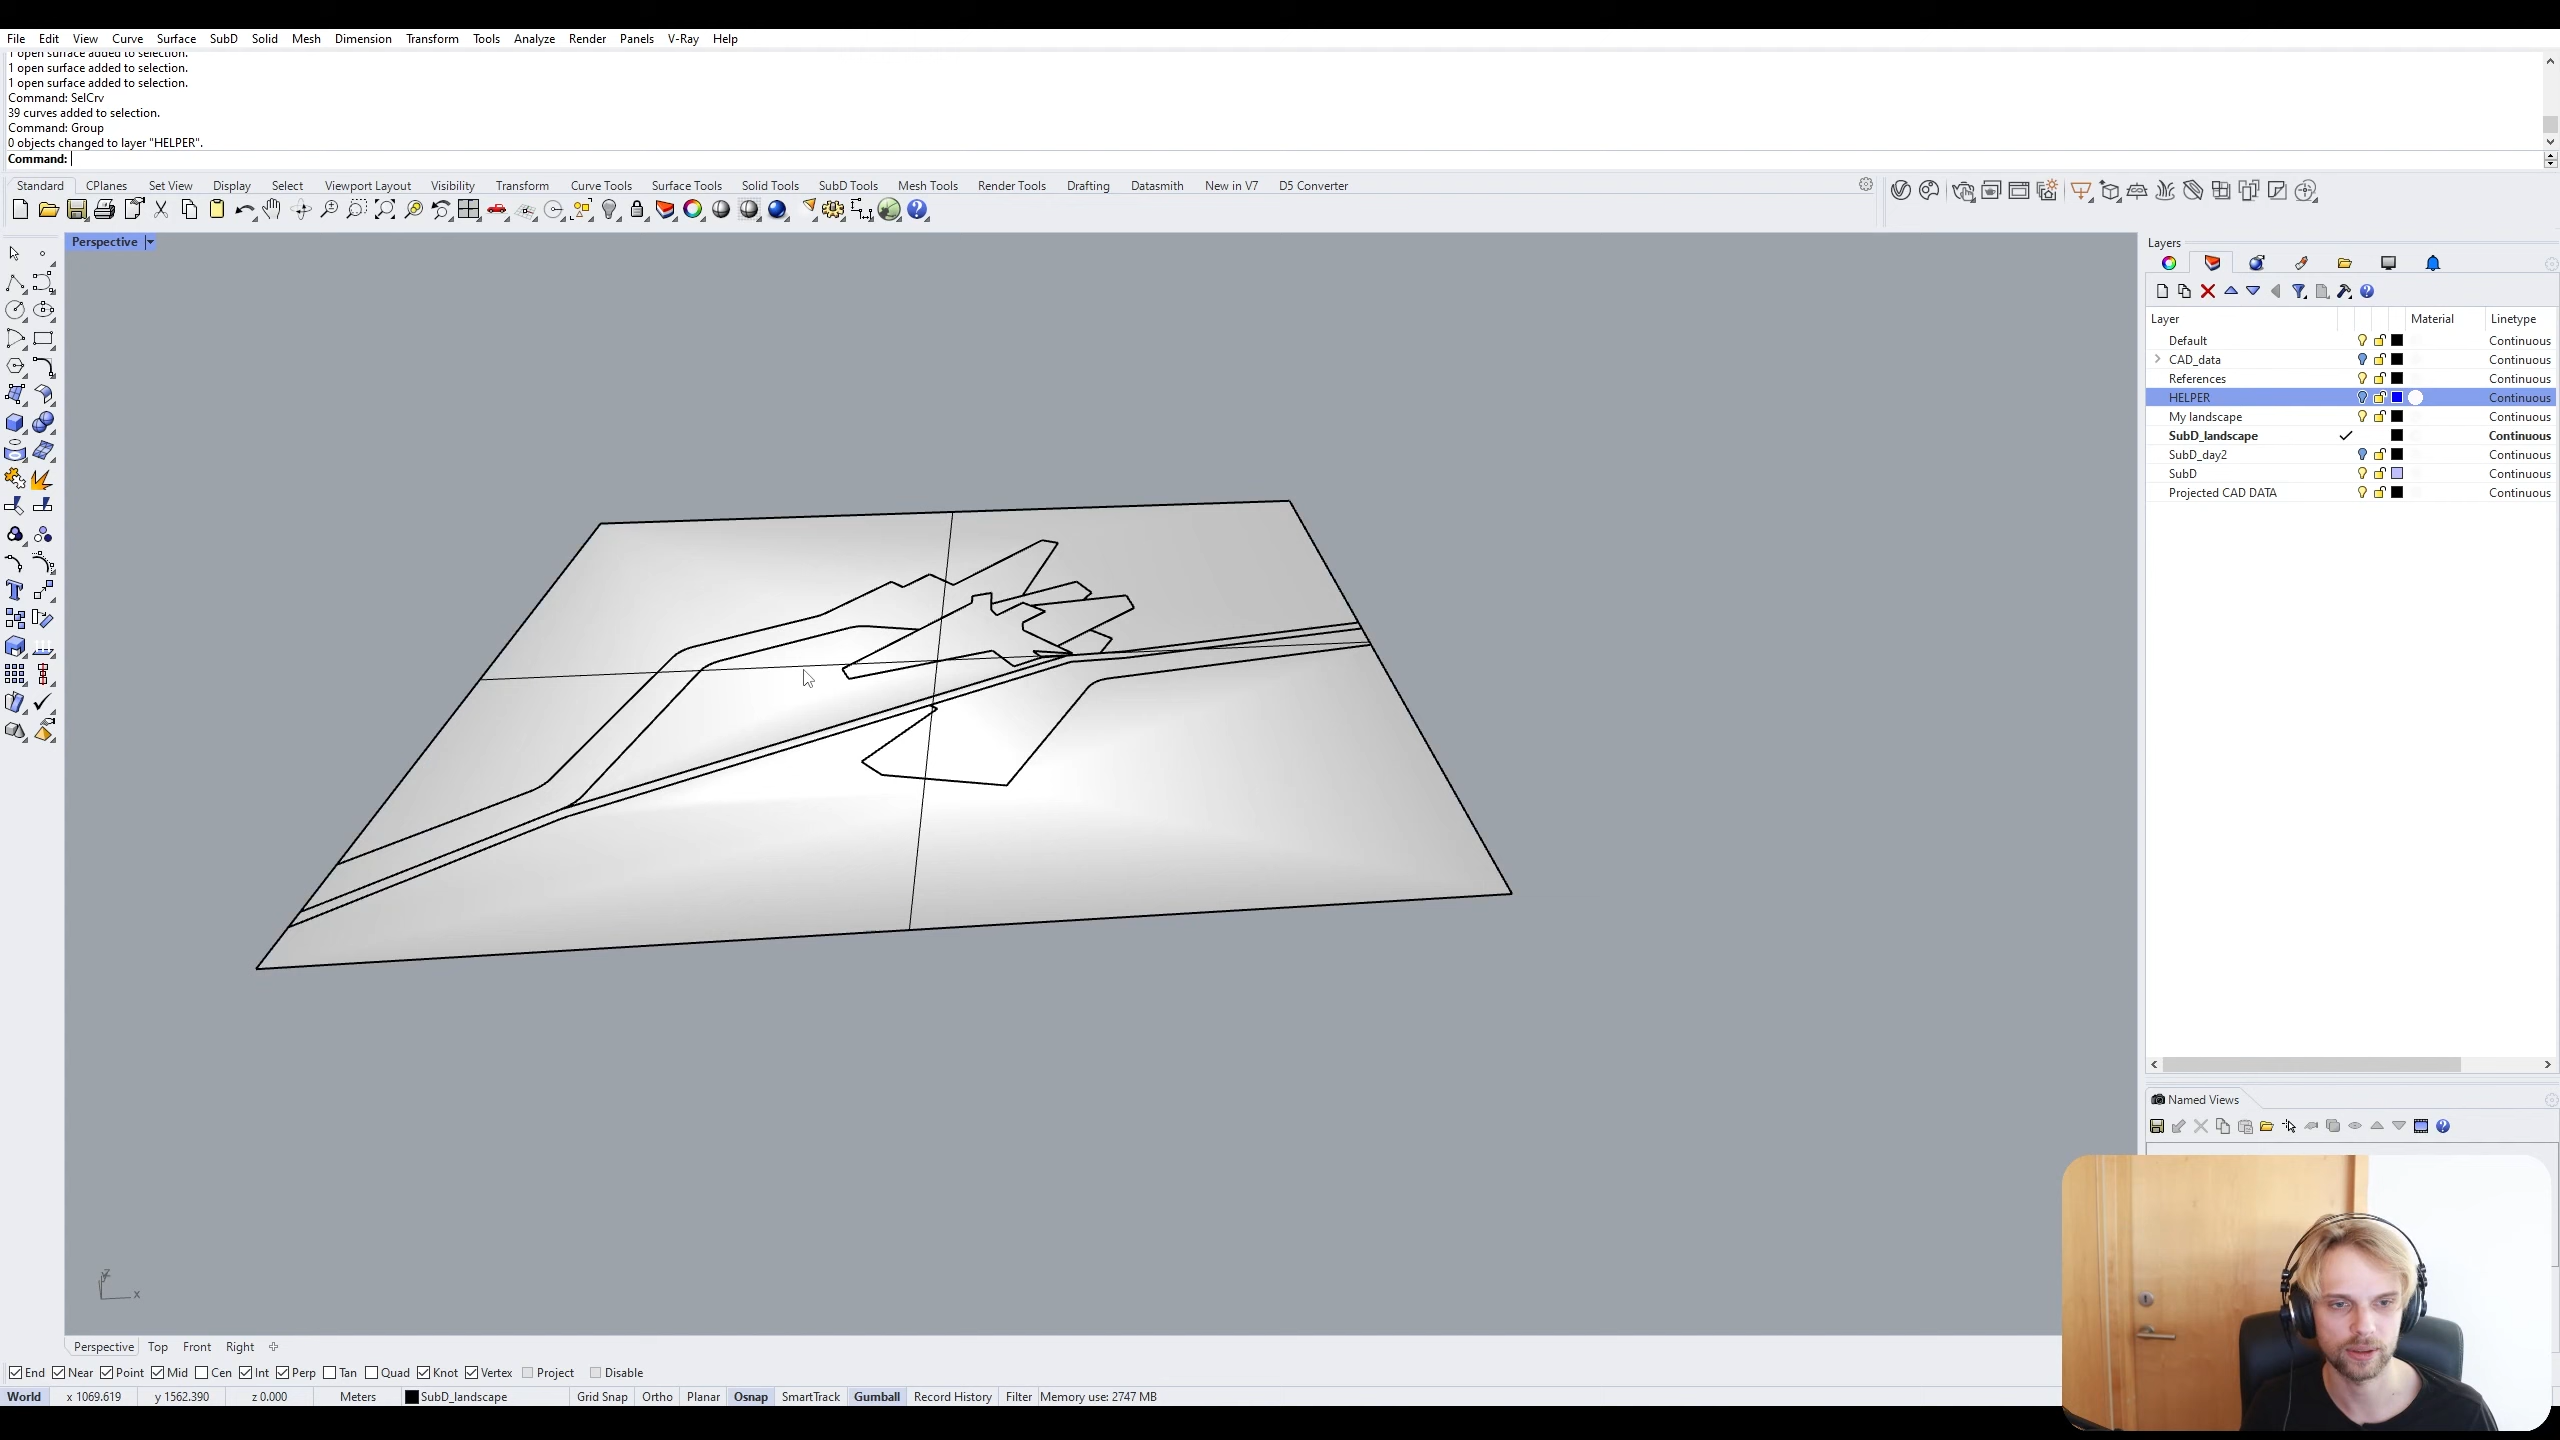 File Edit View Curve Surface SubD Solid Mesh Dimension Transform Tools Analyze Render Panels V-Ray Help
1 open surface added to selection.
1 open surface added to selection.
1 open surface added to selection.
Command: SelCrv
39 curves added to selection.
Command: Group
0 objects changed to layer "HELPER".
Command:
Standard CPlanes Set View Display Select Viewport Layout Visibility Transform Curve Tools Surface Tools Solid Tools SubD Tools Mesh Tools Render Tools Drafting Datasmith New in V7 D5 Converter
Perspective
Layers
Layer Material Linetype
Default Continuous
CAD_data Continuous
References Continuous
HELPER Continuous
My landscape Continuous
SubD_landscape Continuous
SubD_day2 Continuous
SubD Continuous
Projected CAD DATA Continuous
Named Views
z
x
Perspective Top Front Right
End Near Point Mid Cen Int Perp Tan Quad Knot Vertex Project Disable
World x 1069.619 y 1562.390 z 0.000 Meters SubD_landscape Grid Snap Ortho Planar Osnap SmartTrack Gumball Record History Filter Memory use: 2747 MB